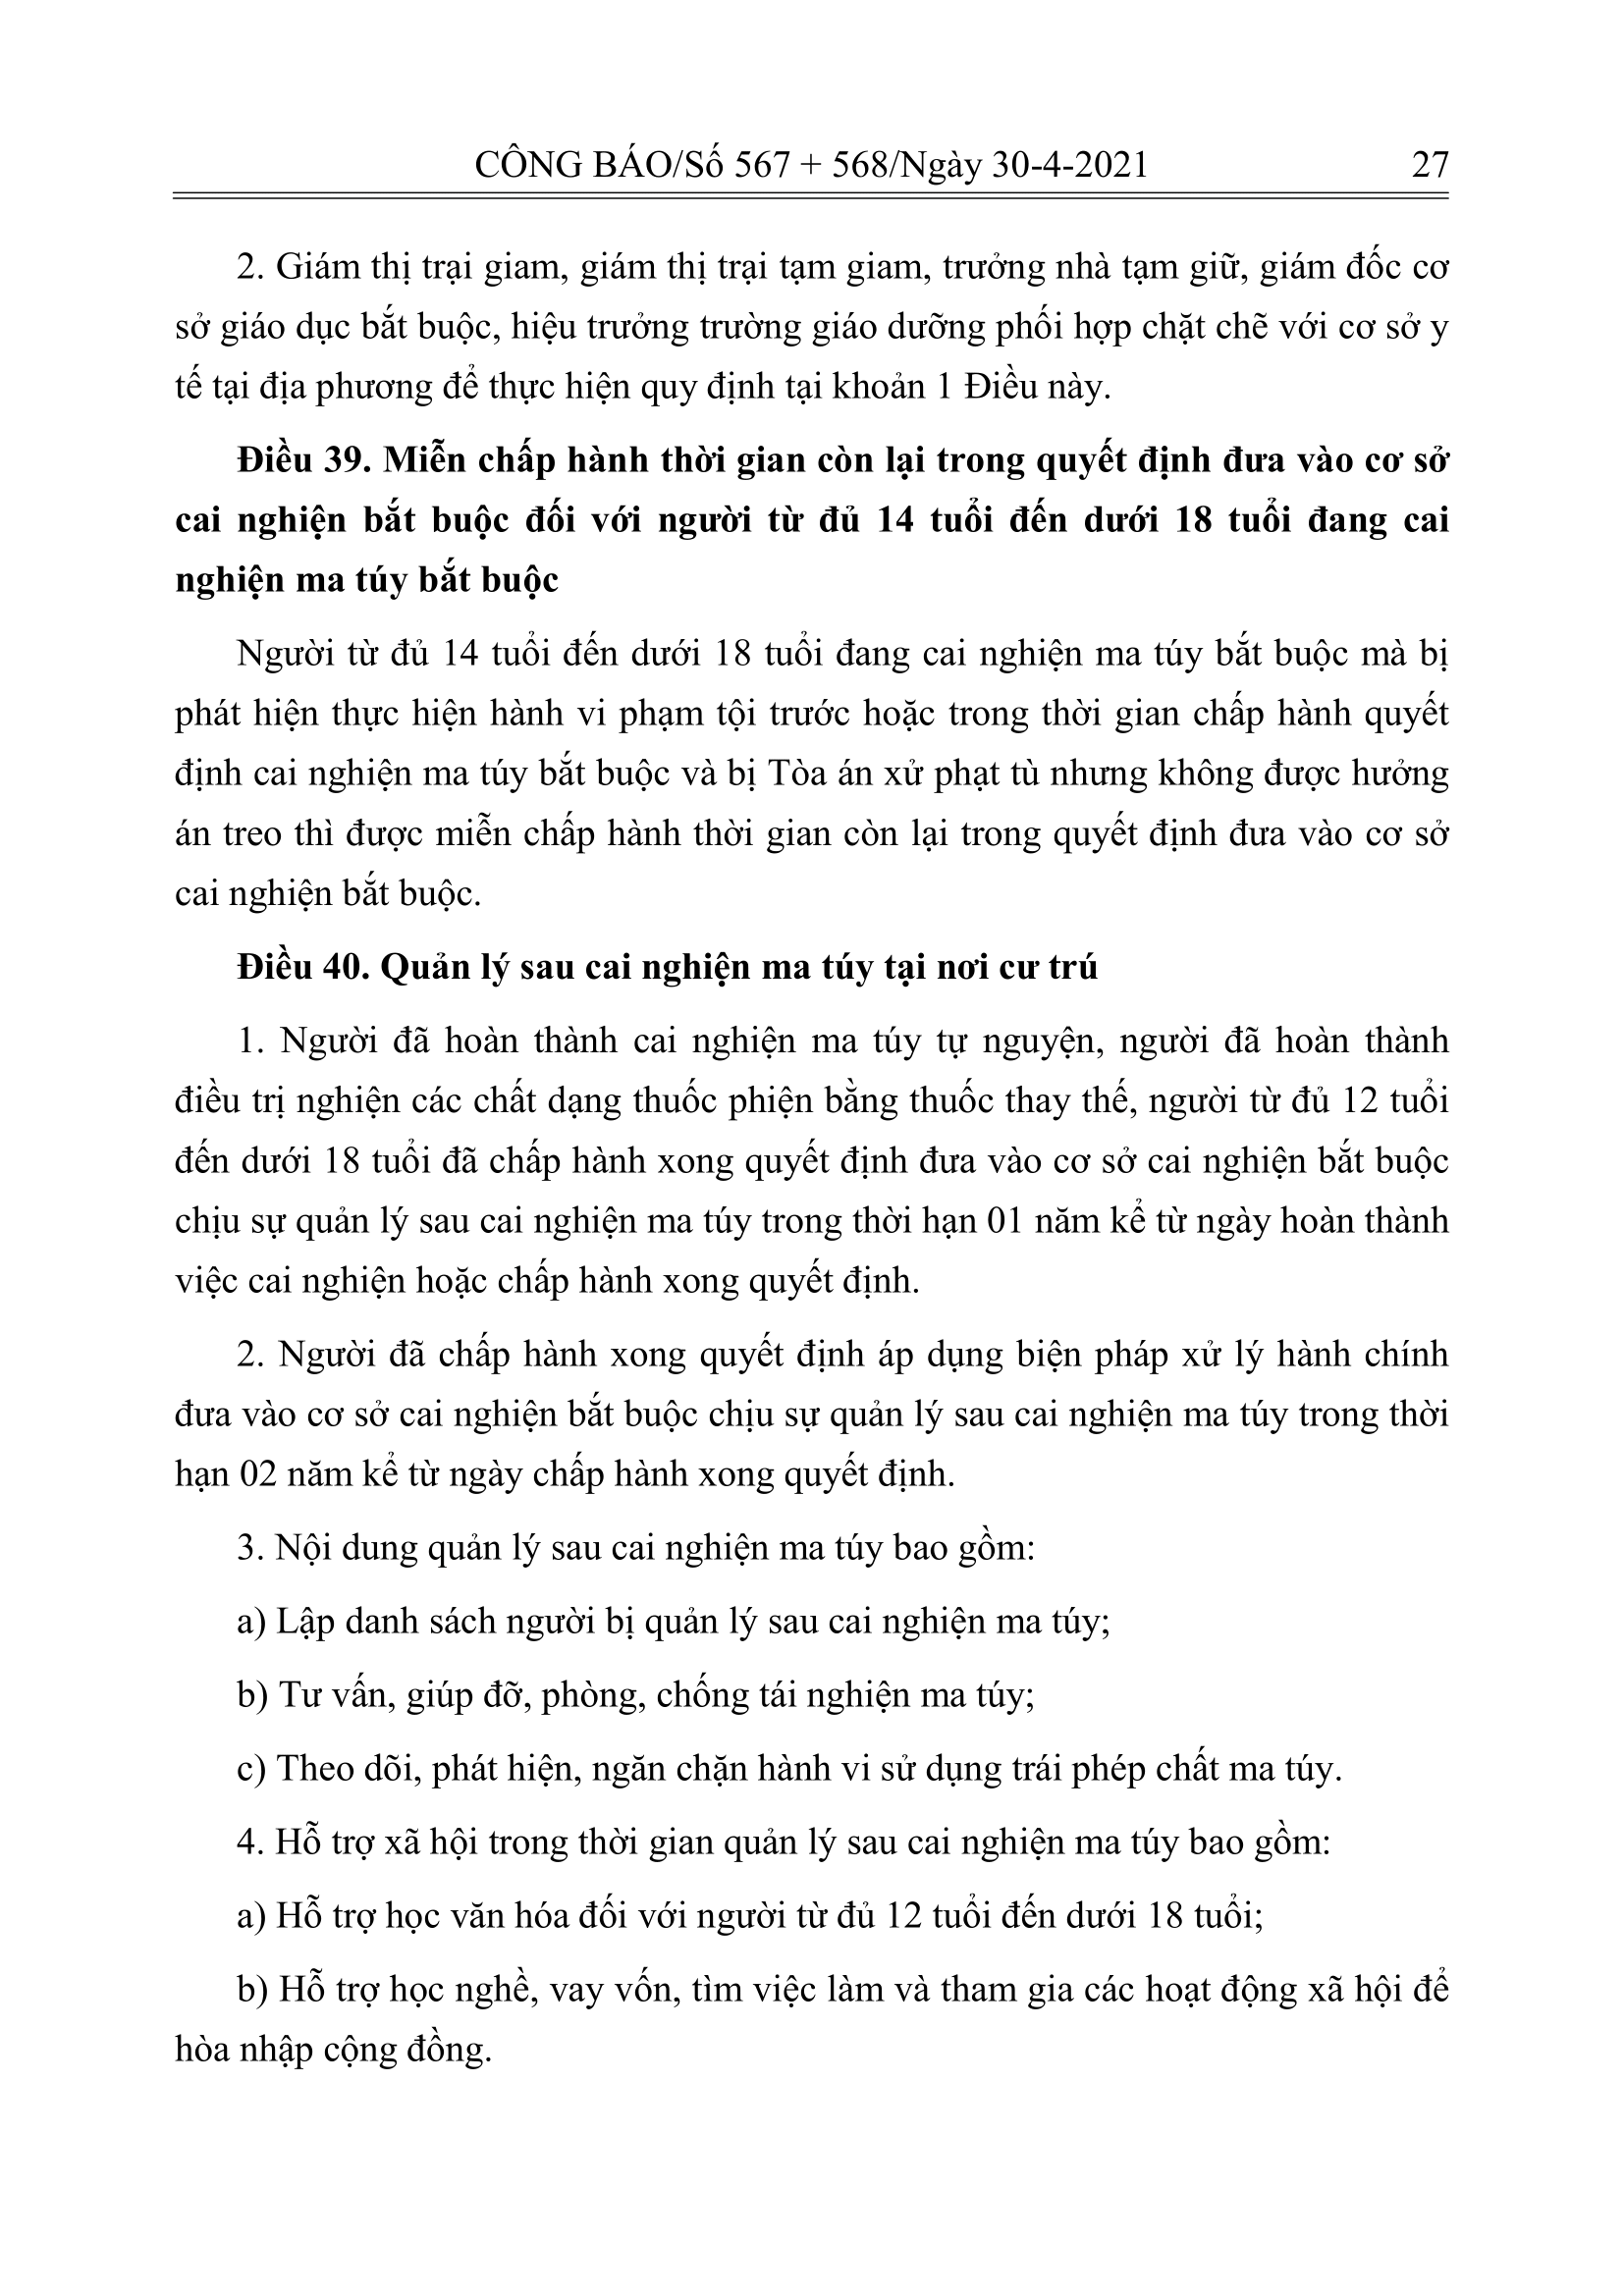 CÔNG BÁO/Số 567 + 568/Ngày 30-4-2021 27
2. Giám thị trại giam, giám thị trại tạm giam, trưởng nhà tạm giữ, giám đốc cơ
sở giáo dục bắt buộc, hiệu trưởng trường giáo dưỡng phối hợp chặt chẽ với cơ sở y
tế tại địa phương để thực hiện quy định tại khoản 1 Điều này.
Điều 39. Miễn chấp hành thời gian còn lại trong quyết định đưa vào cơ sở
cai nghiện bắt buộc đối với người từ đủ 14 tuổi đến dưới 18 tuổi đang cai
nghiện ma túy bắt buộc
Người từ đủ 14 tuổi đến dưới 18 tuổi đang cai nghiện ma túy bắt buộc mà bị
phát hiện thực hiện hành vi phạm tội trước hoặc trong thời gian chấp hành quyết
định cai nghiện ma túy bắt buộc và bị Tòa án xử phạt tù nhưng không được hưởng
án treo thì được miễn chấp hành thời gian còn lại trong quyết định đưa vào cơ sở
cai nghiện bắt buộc.
Điều 40. Quản lý sau cai nghiện ma túy tại nơi cư trú
1. Người đã hoàn thành cai nghiện ma túy tự nguyện, người đã hoàn thành
điều trị nghiện các chất dạng thuốc phiện bằng thuốc thay thế, người từ đủ 12 tuổi
đến dưới 18 tuổi đã chấp hành xong quyết định đưa vào cơ sở cai nghiện bắt buộc
chịu sự quản lý sau cai nghiện ma túy trong thời hạn 01 năm kể từ ngày hoàn thành
việc cai nghiện hoặc chấp hành xong quyết định.
2. Người đã chấp hành xong quyết định áp dụng biện pháp xử lý hành chính
đưa vào cơ sở cai nghiện bắt buộc chịu sự quản lý sau cai nghiện ma túy trong thời
hạn 02 năm kể từ ngày chấp hành xong quyết định.
3. Nội dung quản lý sau cai nghiện ma túy bao gồm:
a) Lập danh sách người bị quản lý sau cai nghiện ma túy;
b) Tư vấn, giúp đỡ, phòng, chống tái nghiện ma túy;
c) Theo dõi, phát hiện, ngăn chặn hành vi sử dụng trái phép chất ma túy.
4. Hỗ trợ xã hội trong thời gian quản lý sau cai nghiện ma túy bao gồm:
a) Hỗ trợ học văn hóa đối với người từ đủ 12 tuổi đến dưới 18 tuổi;
b) Hỗ trợ học nghề, vay vốn, tìm việc làm và tham gia các hoạt động xã hội để
hòa nhập cộng đồng.